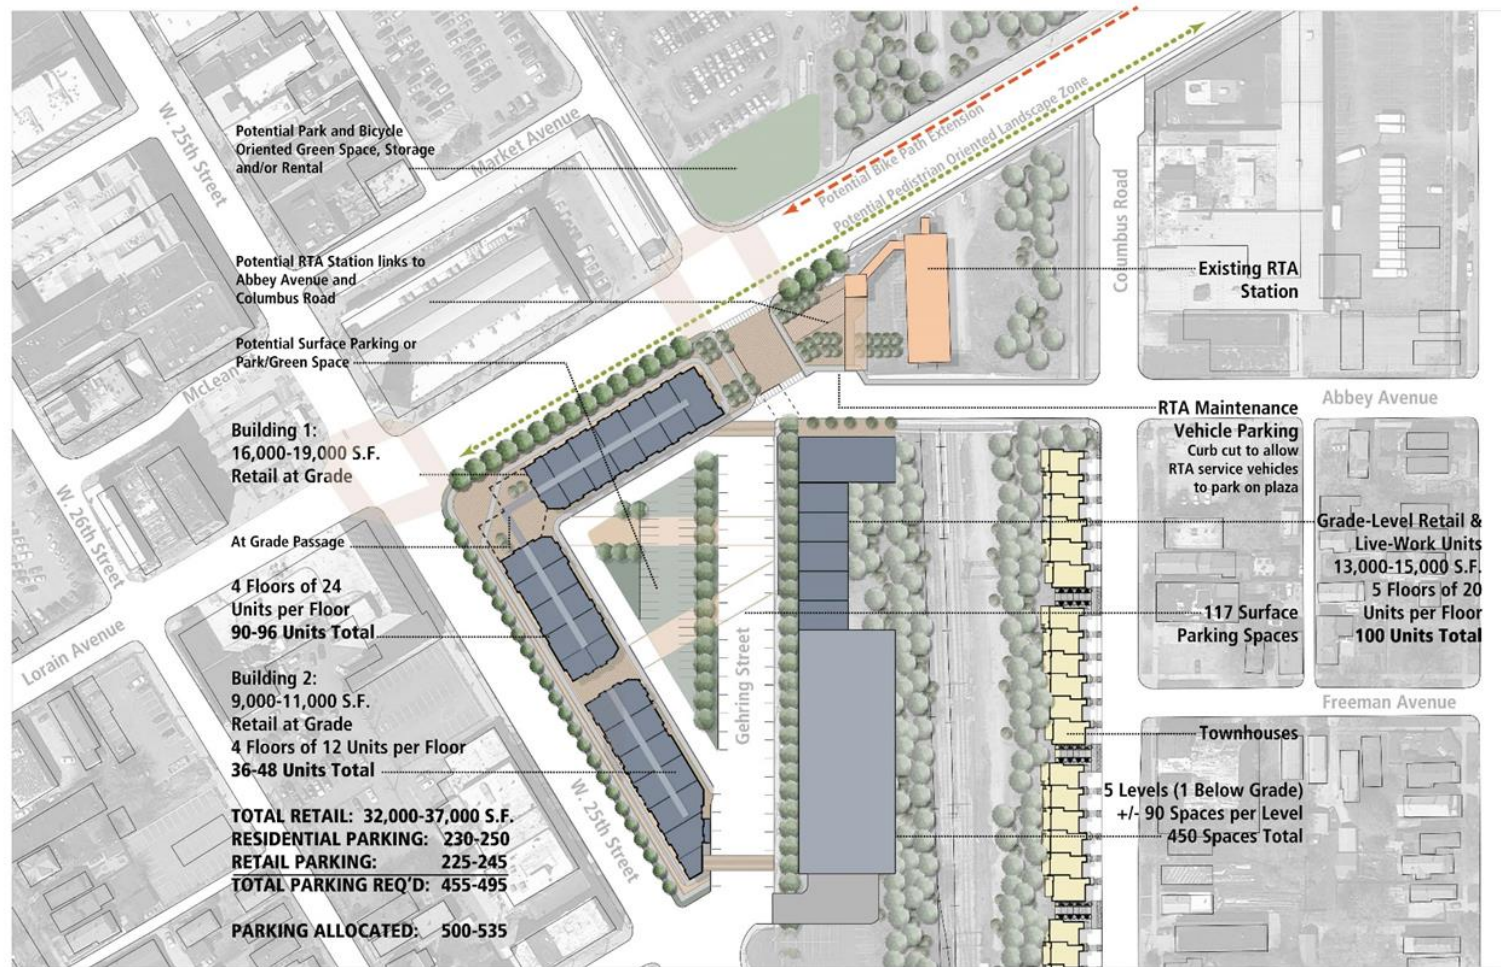 W. 25th Street
Market Avenue
Potential Park and Bicycle
Oriented Green Space, Storage
and/or Rental
Potential Bike Path Extension
Potential Pedistrian Oriented Landscape Zone
Columbus Road
Potential RTA Station links to
Abbey Avenue and
Columbus Road
Existing RTA
Station
Potential Surface Parking or
Park/Green Space
McLean
Abbey Avenue
RTA Maintenance
Vehicle Parking
Curb cut to allow
RTA service vehicles
to park on plaza
Building 1:
16,000-19,000 S.F.
Retail at Grade
W. 26th Street
At Grade Passage
Grade-Level Retail &
Live-Work Units
13,000-15,000 S.F.
5 Floors of 20
Units per Floor
100 Units Total
4 Floors of 24
Units per Floor
90-96 Units Total
117 Surface
Parking Spaces
Lorain Avenue
Gehring Street
Freeman Avenue
Building 2:
9,000-11,000 S.F.
Retail at Grade
4 Floors of 12 Units per Floor
36-48 Units Total
Townhouses
W. 25th Street
5 Levels (1 Below Grade)
+/- 90 Spaces per Level
450 Spaces Total
TOTAL RETAIL: 32,000-37,000 S.F.
RESIDENTIAL PARKING: 230-250
RETAIL PARKING: 225-245
TOTAL PARKING REQ'D: 455-495
PARKING ALLOCATED: 500-535